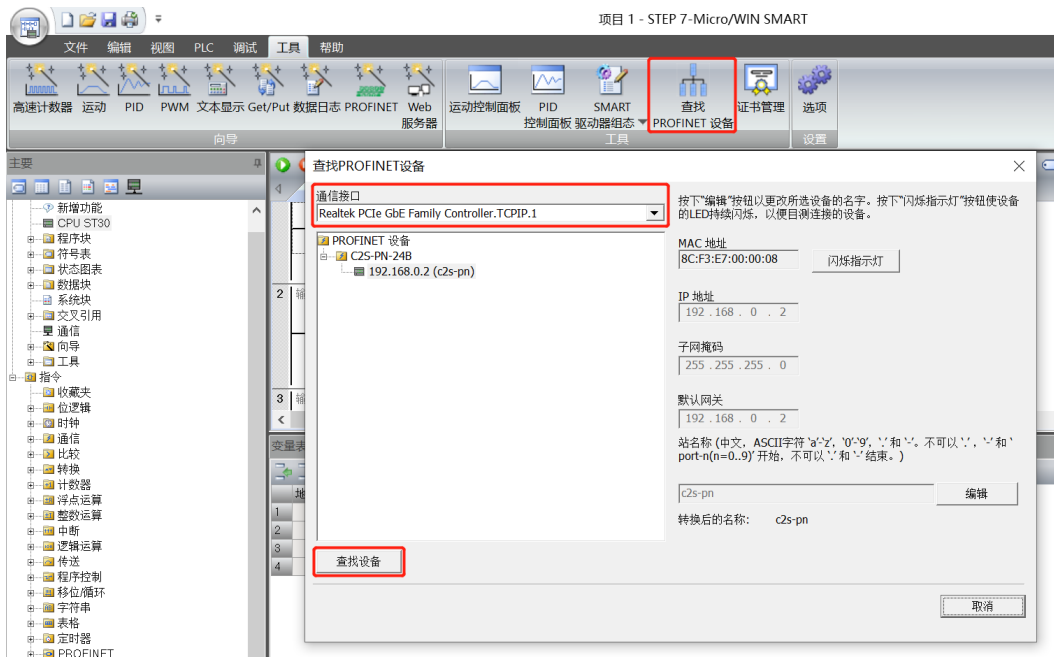 项目 1 - STEP 7-Micro/WIN SMART
文件 编辑 视图 PLC 调试 工具 帮助
高速计数器 运动 PID PWM 文本显示 Get/Put 数据日志 PROFINET Web 服务器
运动控制面板 PID 控制面板 SMART 驱动器组态 查找 PROFINET 设备 证书管理 选项
向导 工具 设置
主要
新增功能
CPU ST30
程序块
符号表
状态图表
数据块
系统块
交叉引用
通信
向导
工具
指令
收藏夹
位逻辑
时钟
通信
比较
转换
计数器
浮点运算
整数运算
中断
逻辑运算
传送
程序控制
移位/循环
字符串
表格
定时器
PROFINET
2 输
3 输
变量表
地
1
2
3
4
查找PROFINET设备
通信接口
Realtek PCIe GbE Family Controller.TCPIP.1
PROFINET 设备
C2S-PN-24B
192.168.0.2 (c2s-pn)
查找设备
按下"编辑"按钮以更改所选设备的名字。按下"闪烁指示灯"按钮使设备
的LED持续闪烁，以便目测连接的设备。
MAC 地址
8C:F3:E7:00:00:08 闪烁指示灯
IP 地址
192 . 168 . 0 . 2
子网掩码
255 . 255 . 255 . 0
默认网关
192 . 168 . 0 . 2
站名称 (中文，ASCII字符 'a'-'z'，'0'-'9'，'.' 和 '-'。不可以 '.'，'-' 和 '
port-n(n=0..9)' 开始，不可以 '.' 和 '-' 结束。)
c2s-pn 编辑
转换后的名称: c2s-pn
取消